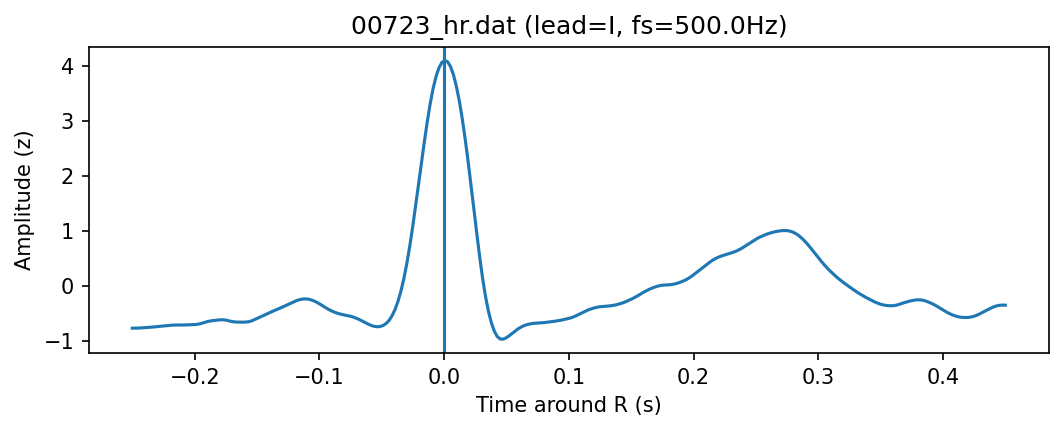 00723_hr.dat (lead=I, fs=500.0Hz)
Amplitude (z)
4
3
2
1
0
−1
−0.2 −0.1 0.0 0.1 0.2 0.3 0.4
Time around R (s)